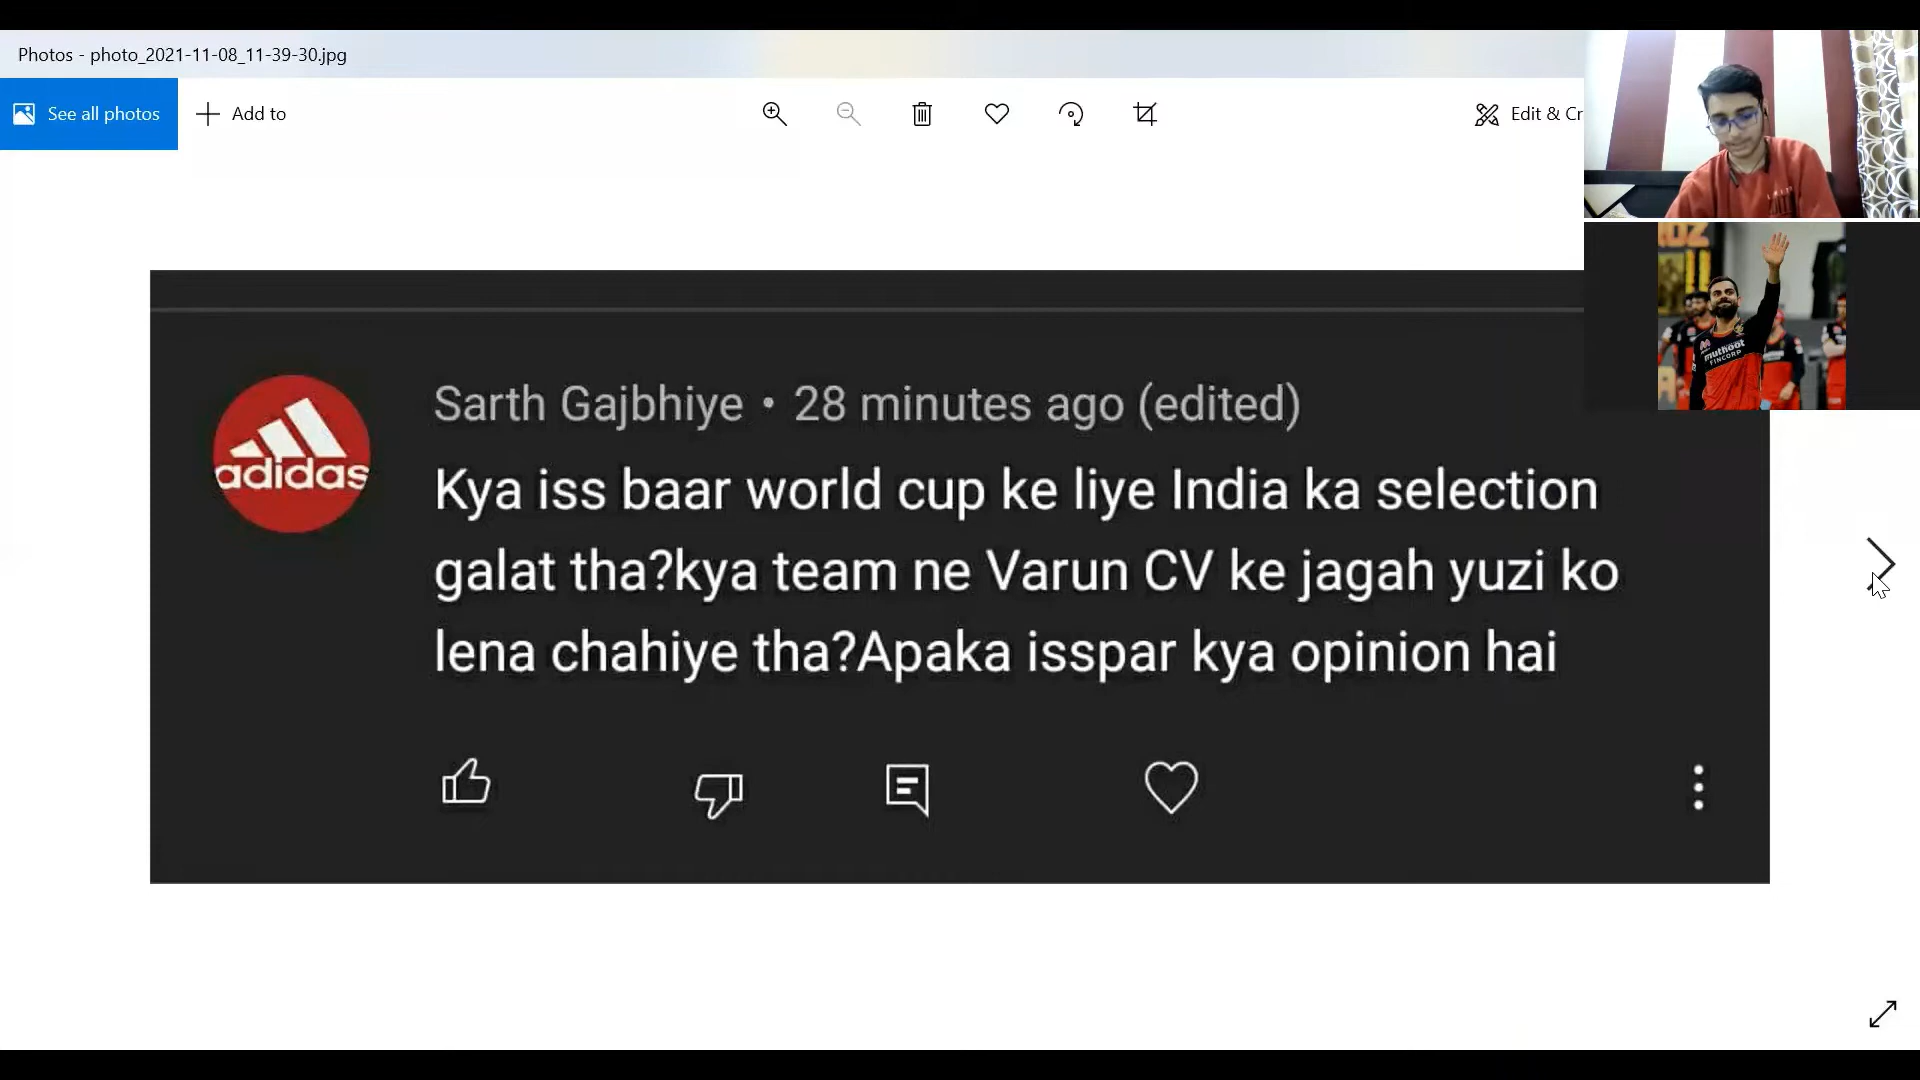 Photos - photo_2021-11-08_11-39-30.jpg
See all photos
Add to
Edit & Cr
Sarth Gajbhiye • 28 minutes ago (edited)
adidas
Kya iss baar world cup ke liye India ka selection
galat tha?kya team ne Varun CV ke jagah yuzi ko
lena chahiye tha?Apaka isspar kya opinion hai
muthoot
FINCORP